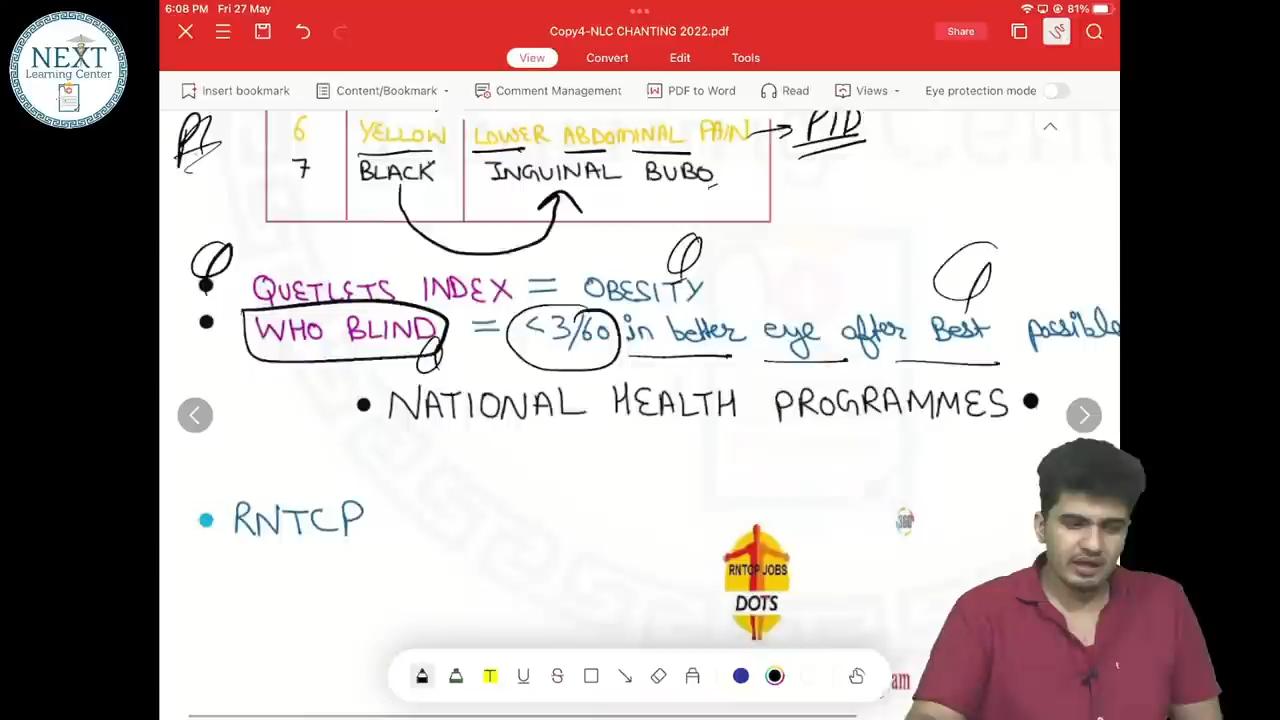 6:08 PM Fri 27 May
81%
Copy4-NLC CHANTING 2022.pdf
Share
View Convert Edit Tools
Insert bookmark Content/Bookmark Comment Management PDF to Word Read Views Eye protection mode
NEXT
Learning Center
6 YELLOW LOWER ABDOMINAL PAIN → PID
7 BLACK INGUINAL BUBO
• QUETLETS INDEX = OBESITY
• WHO BLIND = <3/60 in better eye after Best possible
• NATIONAL HEALTH PROGRAMMES •
• RNTCP
360°
RNTCP JOBS
DOTS
T U S
am